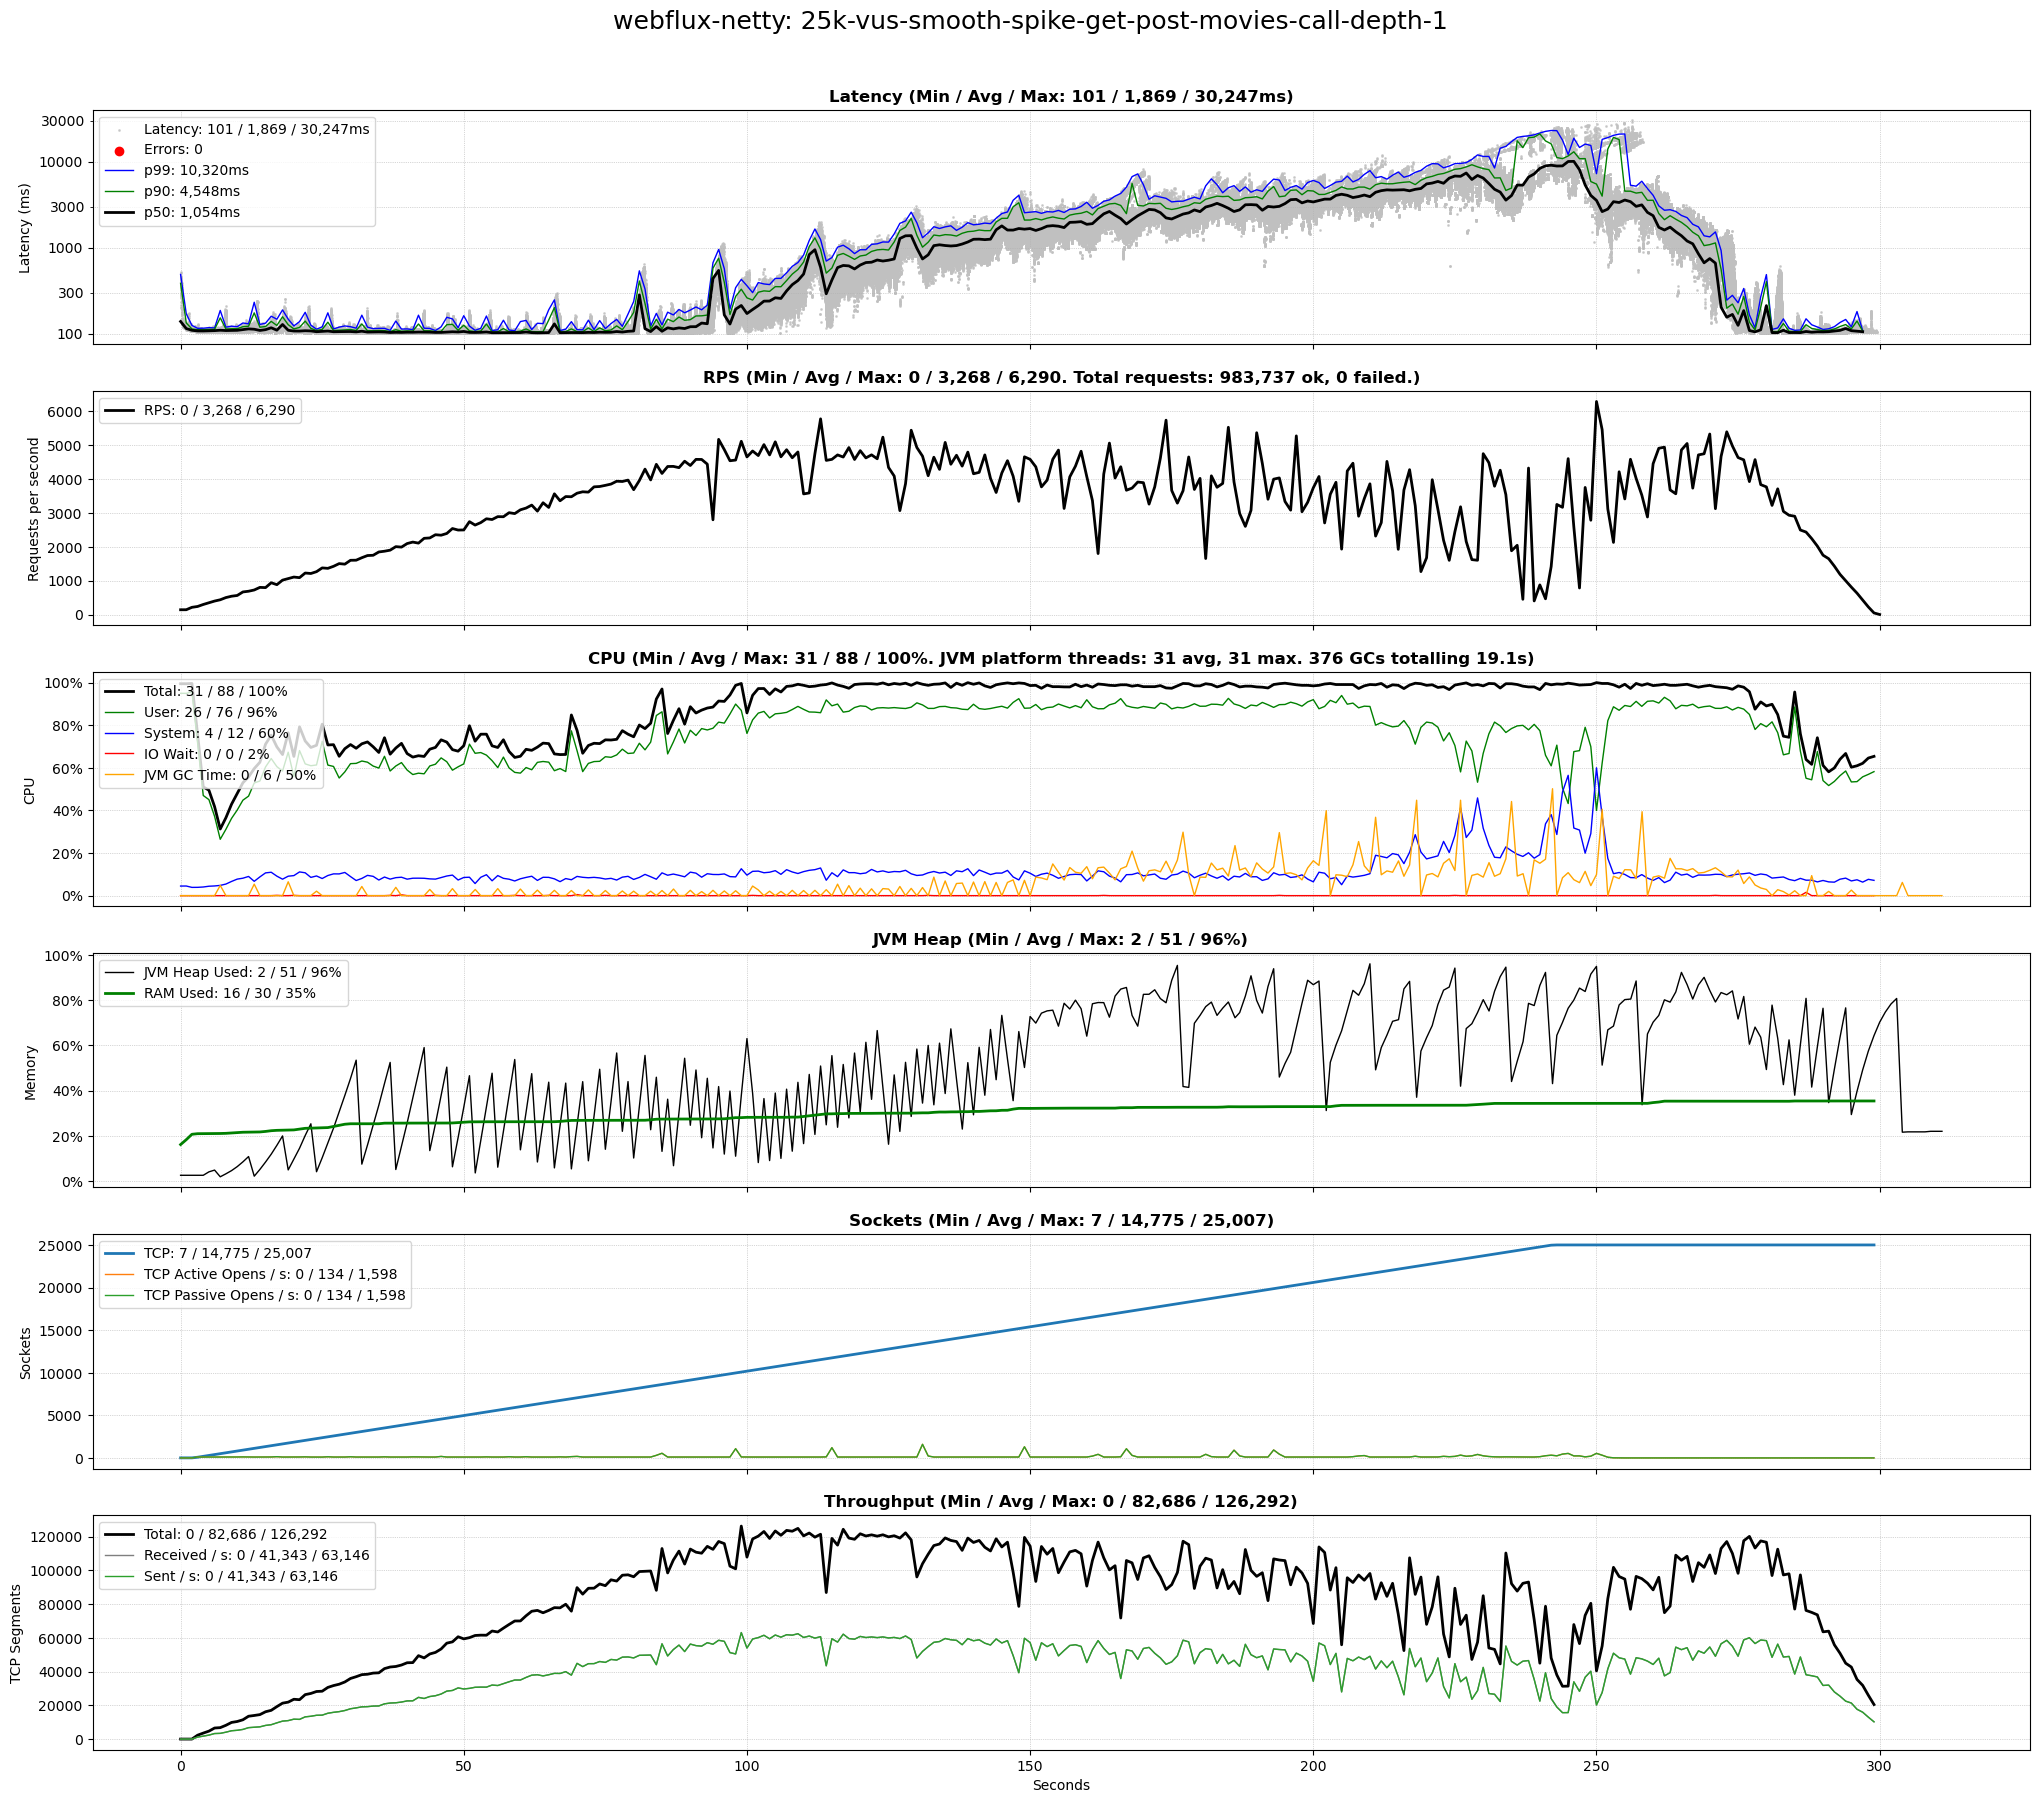 webflux-netty: 25k-vus-smooth-spike-get-post-movies-call-depth-1
Latency (Min / Avg / Max: 101 / 1,869 / 30,247ms)
Latency (ms)
30000
10000
3000
1000
300
100
Latency: 101 / 1,869 / 30,247ms
Errors: 0
p99: 10,320ms
p90: 4,548ms
p50: 1,054ms
RPS (Min / Avg / Max: 0 / 3,268 / 6,290. Total requests: 983,737 ok, 0 failed.)
Requests per second
6000
5000
4000
3000
2000
1000
0
RPS: 0 / 3,268 / 6,290
CPU (Min / Avg / Max: 31 / 88 / 100%. JVM platform threads: 31 avg, 31 max. 376 GCs totalling 19.1s)
CPU
100%
80%
60%
40%
20%
0%
Total: 31 / 88 / 100%
User: 26 / 76 / 96%
System: 4 / 12 / 60%
IO Wait: 0 / 0 / 2%
JVM GC Time: 0 / 6 / 50%
JVM Heap (Min / Avg / Max: 2 / 51 / 96%)
Memory
100%
80%
60%
40%
20%
0%
JVM Heap Used: 2 / 51 / 96%
RAM Used: 16 / 30 / 35%
Sockets (Min / Avg / Max: 7 / 14,775 / 25,007)
Sockets
25000
20000
15000
10000
5000
0
TCP: 7 / 14,775 / 25,007
TCP Active Opens / s: 0 / 134 / 1,598
TCP Passive Opens / s: 0 / 134 / 1,598
Throughput (Min / Avg / Max: 0 / 82,686 / 126,292)
TCP Segments
120000
100000
80000
60000
40000
20000
0
Total: 0 / 82,686 / 126,292
Received / s: 0 / 41,343 / 63,146
Sent / s: 0 / 41,343 / 63,146
0
50
100
150
200
250
300
Seconds